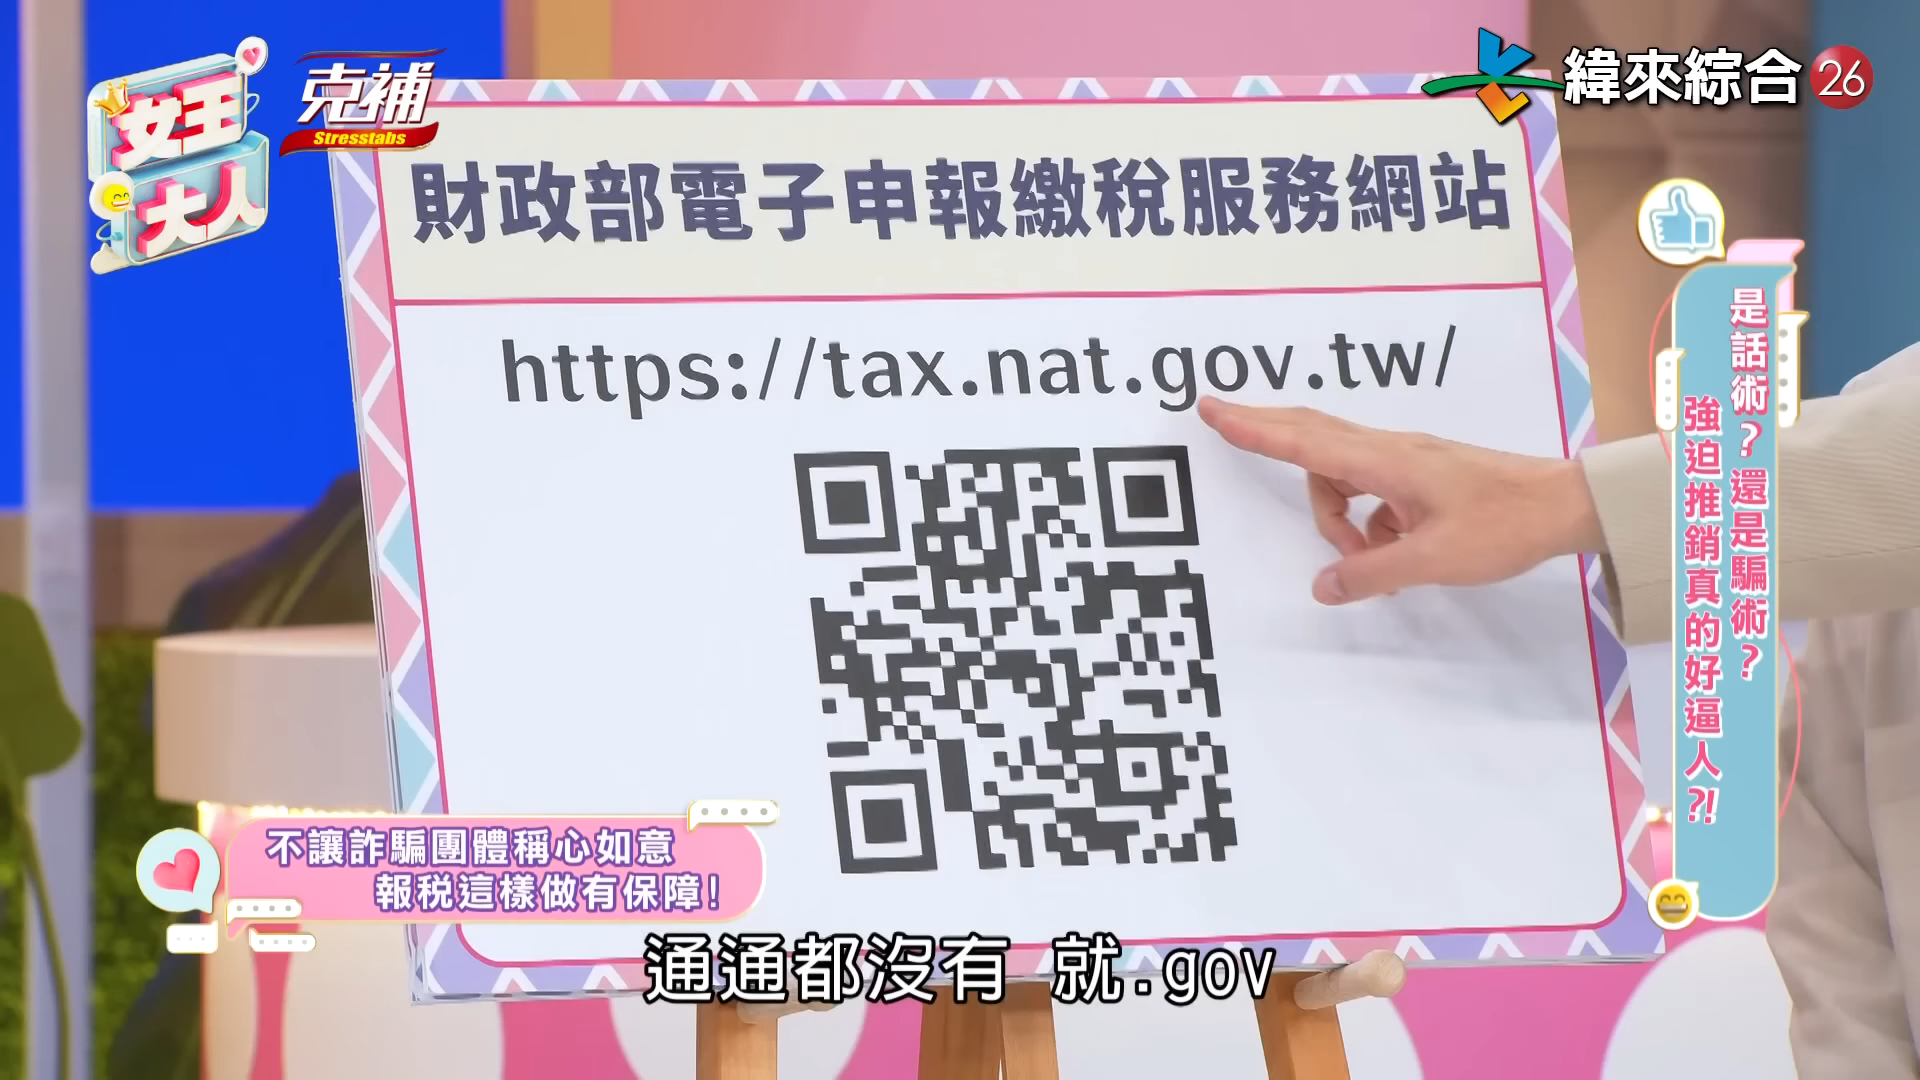 女王
大人
克補
Stresstabs
緯來綜合 26
財政部電子申報繳稅服務網站
https://tax.nat.gov.tw/
是話術？還是騙術？
強迫推銷真的好逼人?!
不讓詐騙團體稱心如意
報稅這樣做有保障！
通通都沒有 就.gov